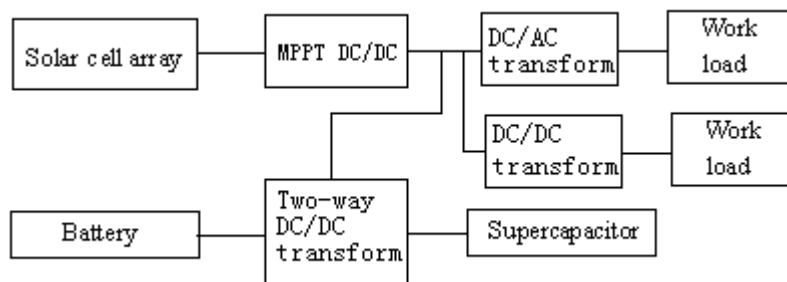 Solar cell array
MPPT DC/DC
DC/AC
transform
Work
load
DC/DC
transform
Work
load
Battery
Two-way
DC/DC
transform
Supercapacitor